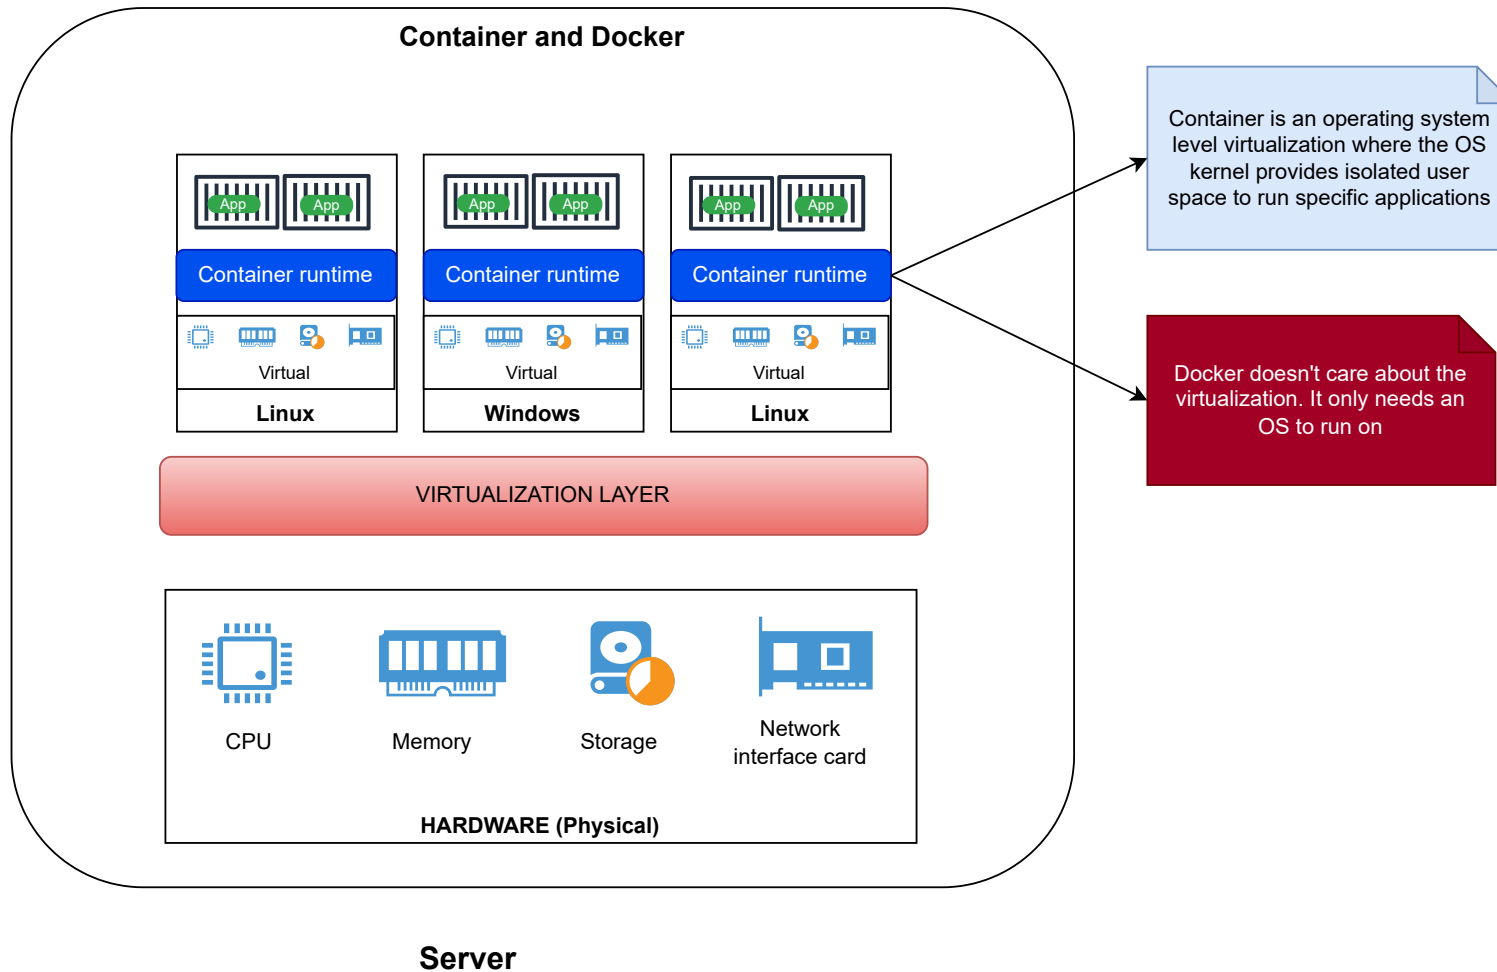 Container and Docker
App
App
App
App
App
App
Container runtime
Container runtime
Container runtime
Virtual
Virtual
Virtual
Linux
Windows
Linux
VIRTUALIZATION LAYER
CPU
Memory
Storage
Network
interface card
HARDWARE (Physical)
Server
Container is an operating system
level virtualization where the OS
kernel provides isolated user
space to run specific applications
Docker doesn't care about the
virtualization. It only needs an
OS to run on